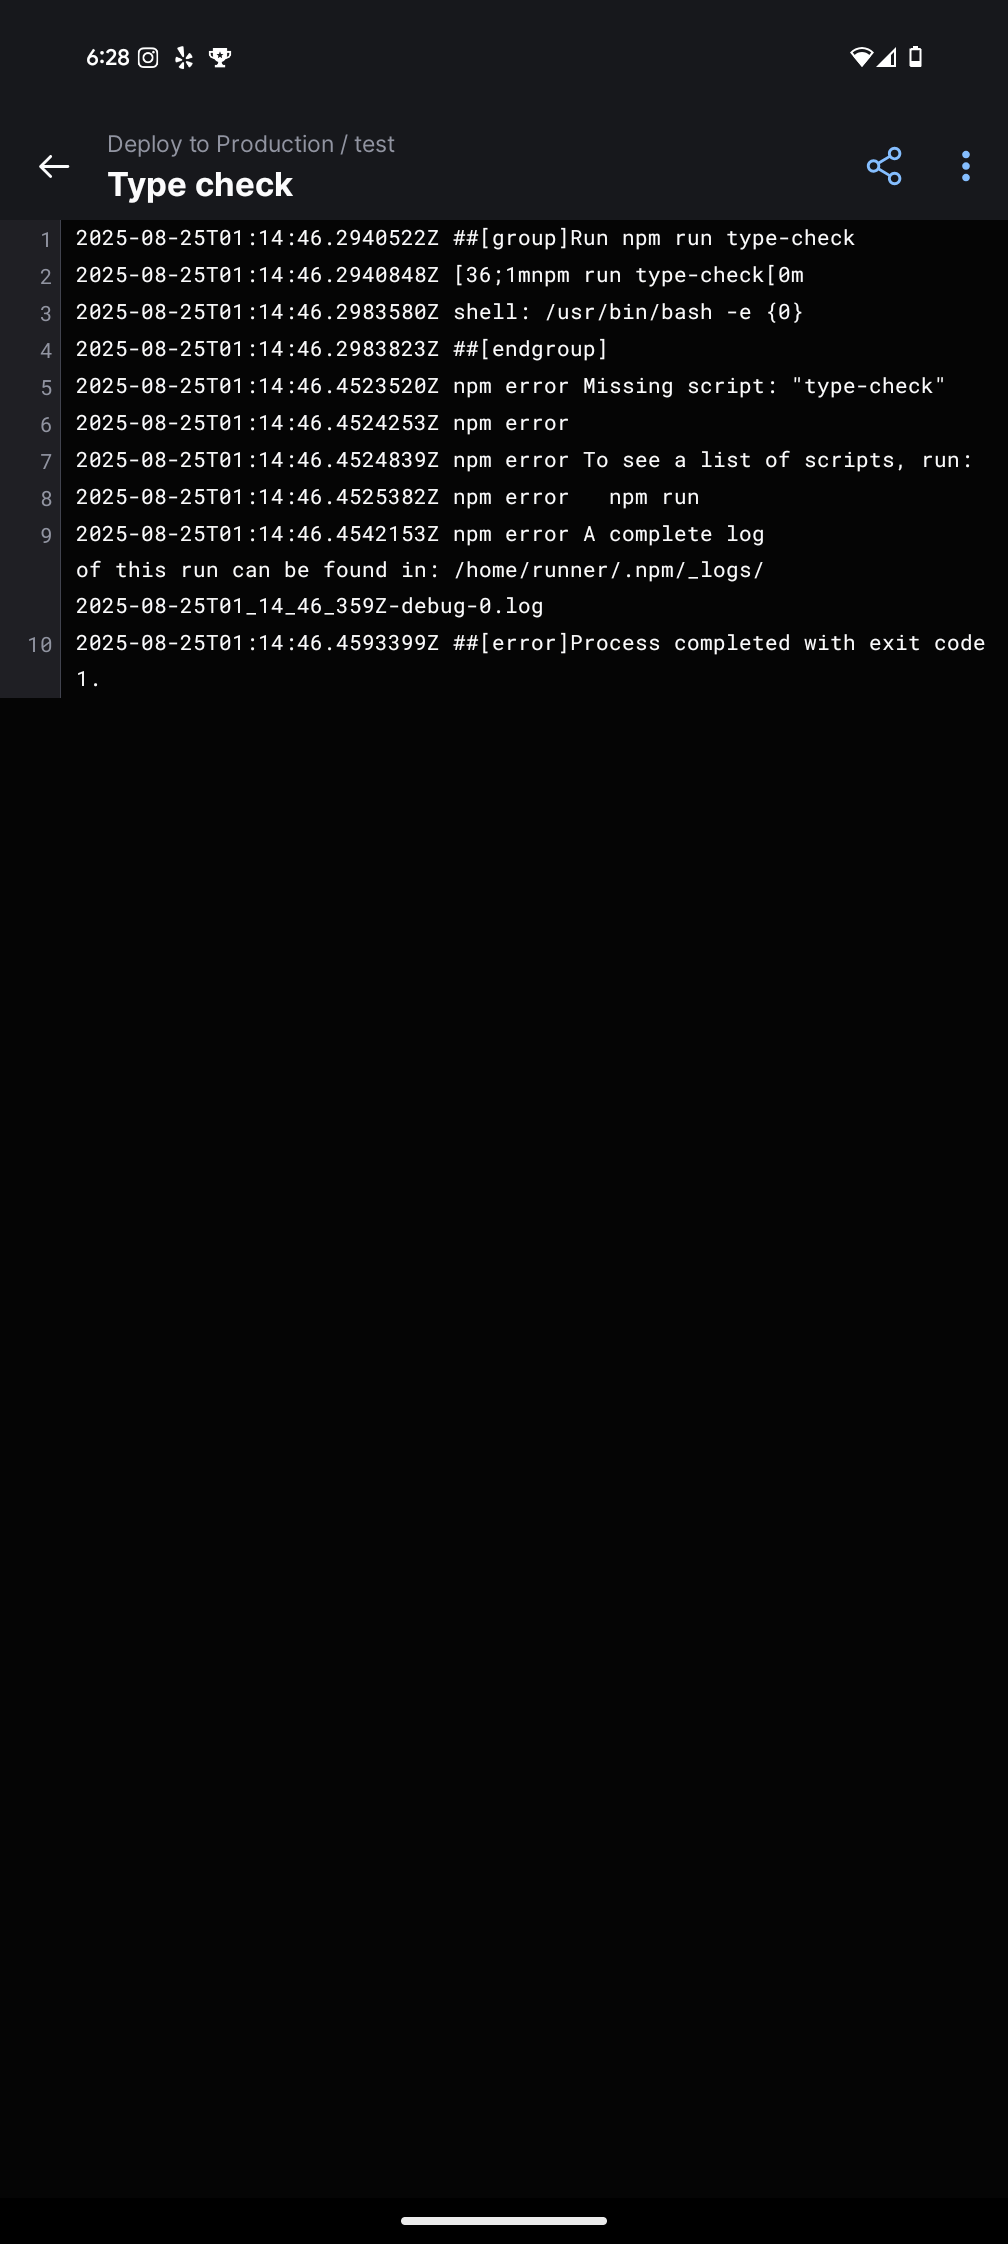 6:28
Deploy to Production / test
Type check
1 2025-08-25T01:14:46.2940522Z ##[group]Run npm run type-check
2 2025-08-25T01:14:46.2940848Z [36;1mnpm run type-check[0m
3 2025-08-25T01:14:46.2983580Z shell: /usr/bin/bash -e {0}
4 2025-08-25T01:14:46.2983823Z ##[endgroup]
5 2025-08-25T01:14:46.4523520Z npm error Missing script: "type-check"
6 2025-08-25T01:14:46.4524253Z npm error
7 2025-08-25T01:14:46.4524839Z npm error To see a list of scripts, run:
8 2025-08-25T01:14:46.4525382Z npm error   npm run
9 2025-08-25T01:14:46.4542153Z npm error A complete log
of this run can be found in: /home/runner/.npm/_logs/
2025-08-25T01_14_46_359Z-debug-0.log
10 2025-08-25T01:14:46.4593399Z ##[error]Process completed with exit code
1.